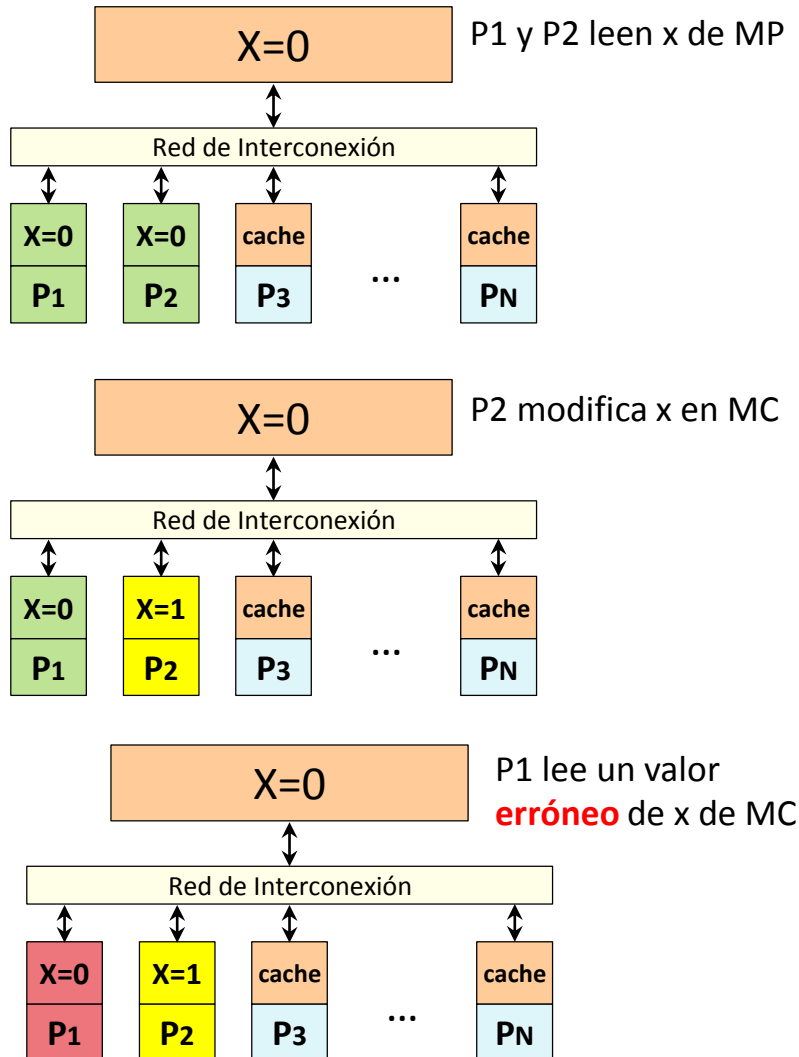 X=0
P1 y P2 leen x de MP
Red de Interconexión
X=0 X=0 cache cache
P1 P2 P3 ... PN
X=0
P2 modifica x en MC
Red de Interconexión
X=0 X=1 cache cache
P1 P2 P3 ... PN
X=0
P1 lee un valor
erróneo de x de MC
Red de Interconexión
X=0 X=1 cache cache
P1 P2 P3 ... PN